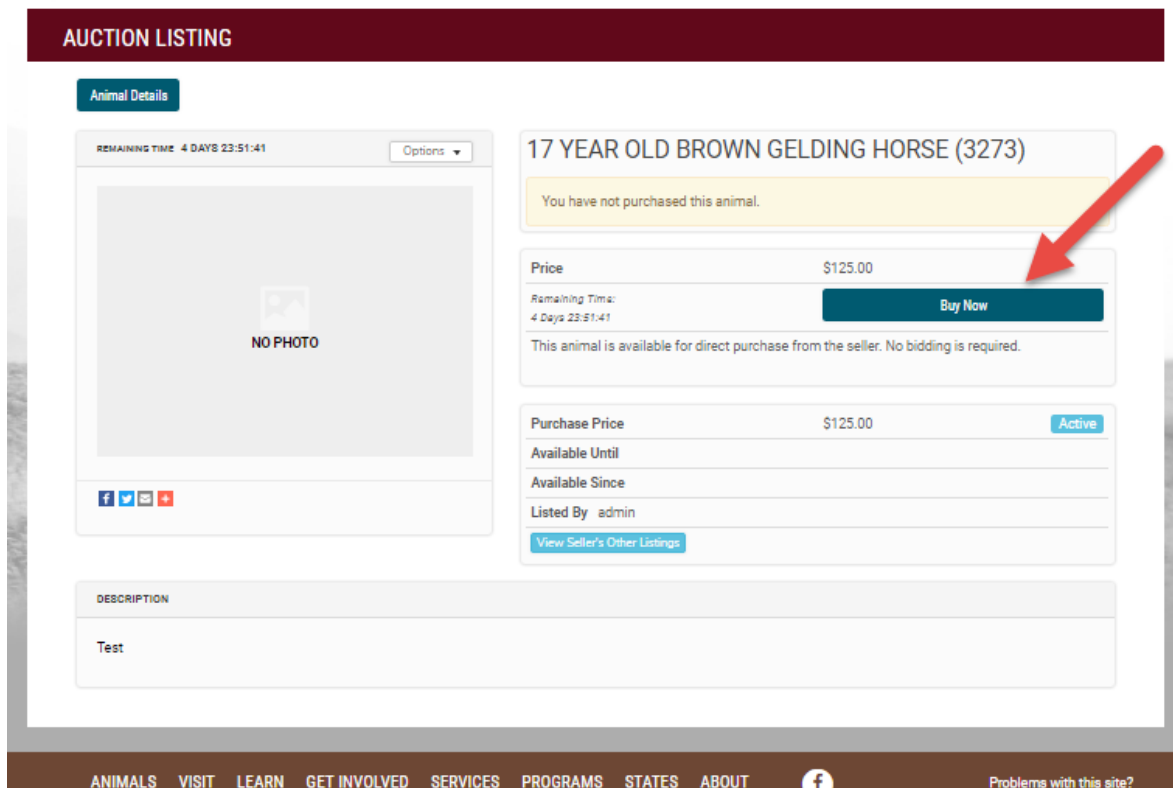 AUCTION LISTING
Animal Details
REMAINING TIME 4 DAYS 23:51:41
Options
NO PHOTO
17 YEAR OLD BROWN GELDING HORSE (3273)
You have not purchased this animal.
Price $125.00
Remaining Time:
4 Days 23:51:41
Buy Now
This animal is available for direct purchase from the seller. No bidding is required.
Purchase Price $125.00 Active
Available Until
Available Since
Listed By admin
View Seller's Other Listings
DESCRIPTION
Test
ANIMALS VISIT LEARN GET INVOLVED SERVICES PROGRAMS STATES ABOUT Problems with this site?